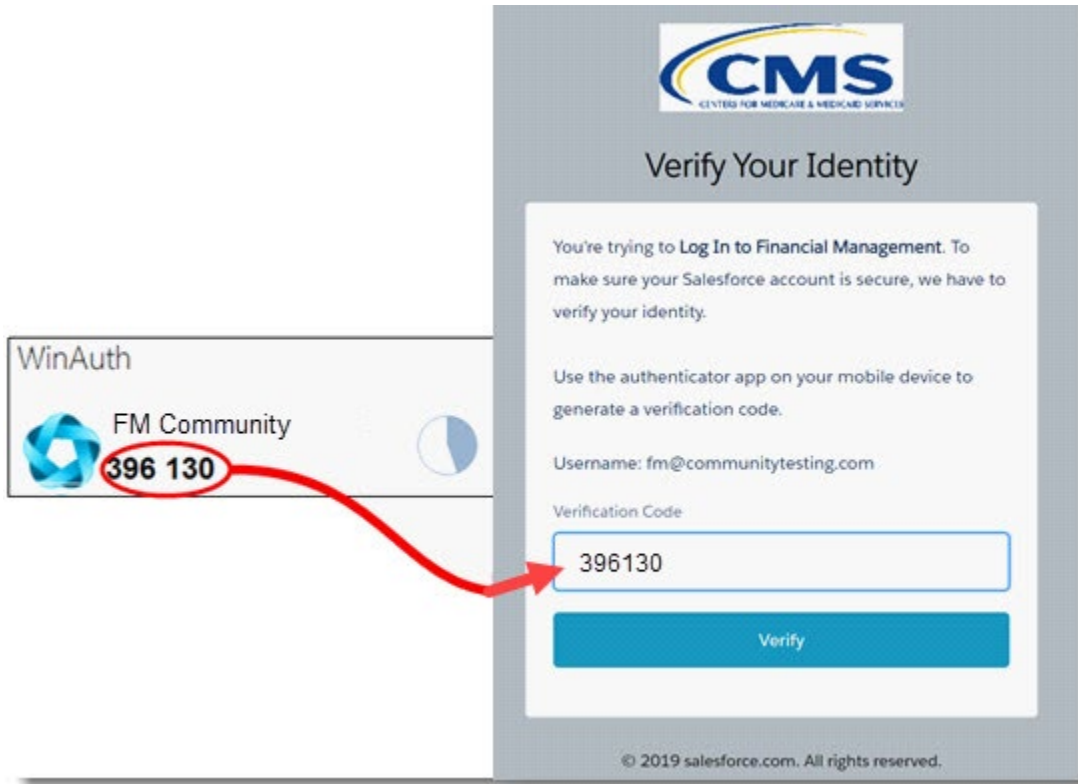 CMS
CENTERS FOR MEDICARE & MEDICAID SERVICES
Verify Your Identity
You're trying to Log In to Financial Management. To
make sure your Salesforce account is secure, we have to
verify your identity.
Use the authenticator app on your mobile device to
generate a verification code.
Username: fm@communitytesting.com
Verification Code
396130
Verify
© 2019 salesforce.com. All rights reserved.
WinAuth
FM Community
396 130